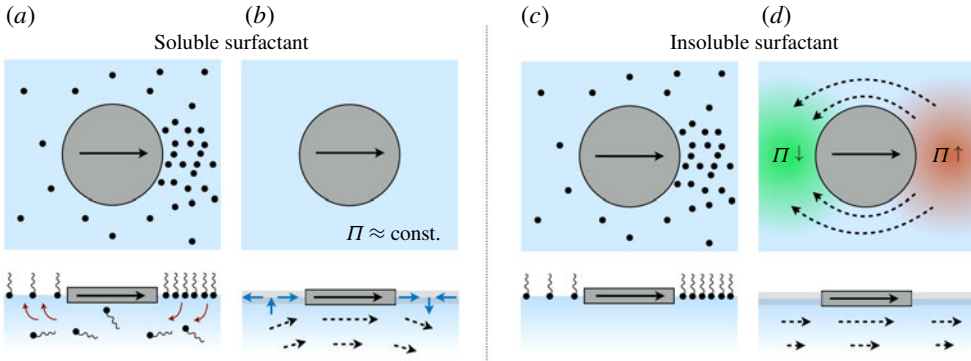 (a)
(b)
(c)
(d)
Soluble surfactant
Insoluble surfactant
Π ≈ const.
Π↓
Π↑